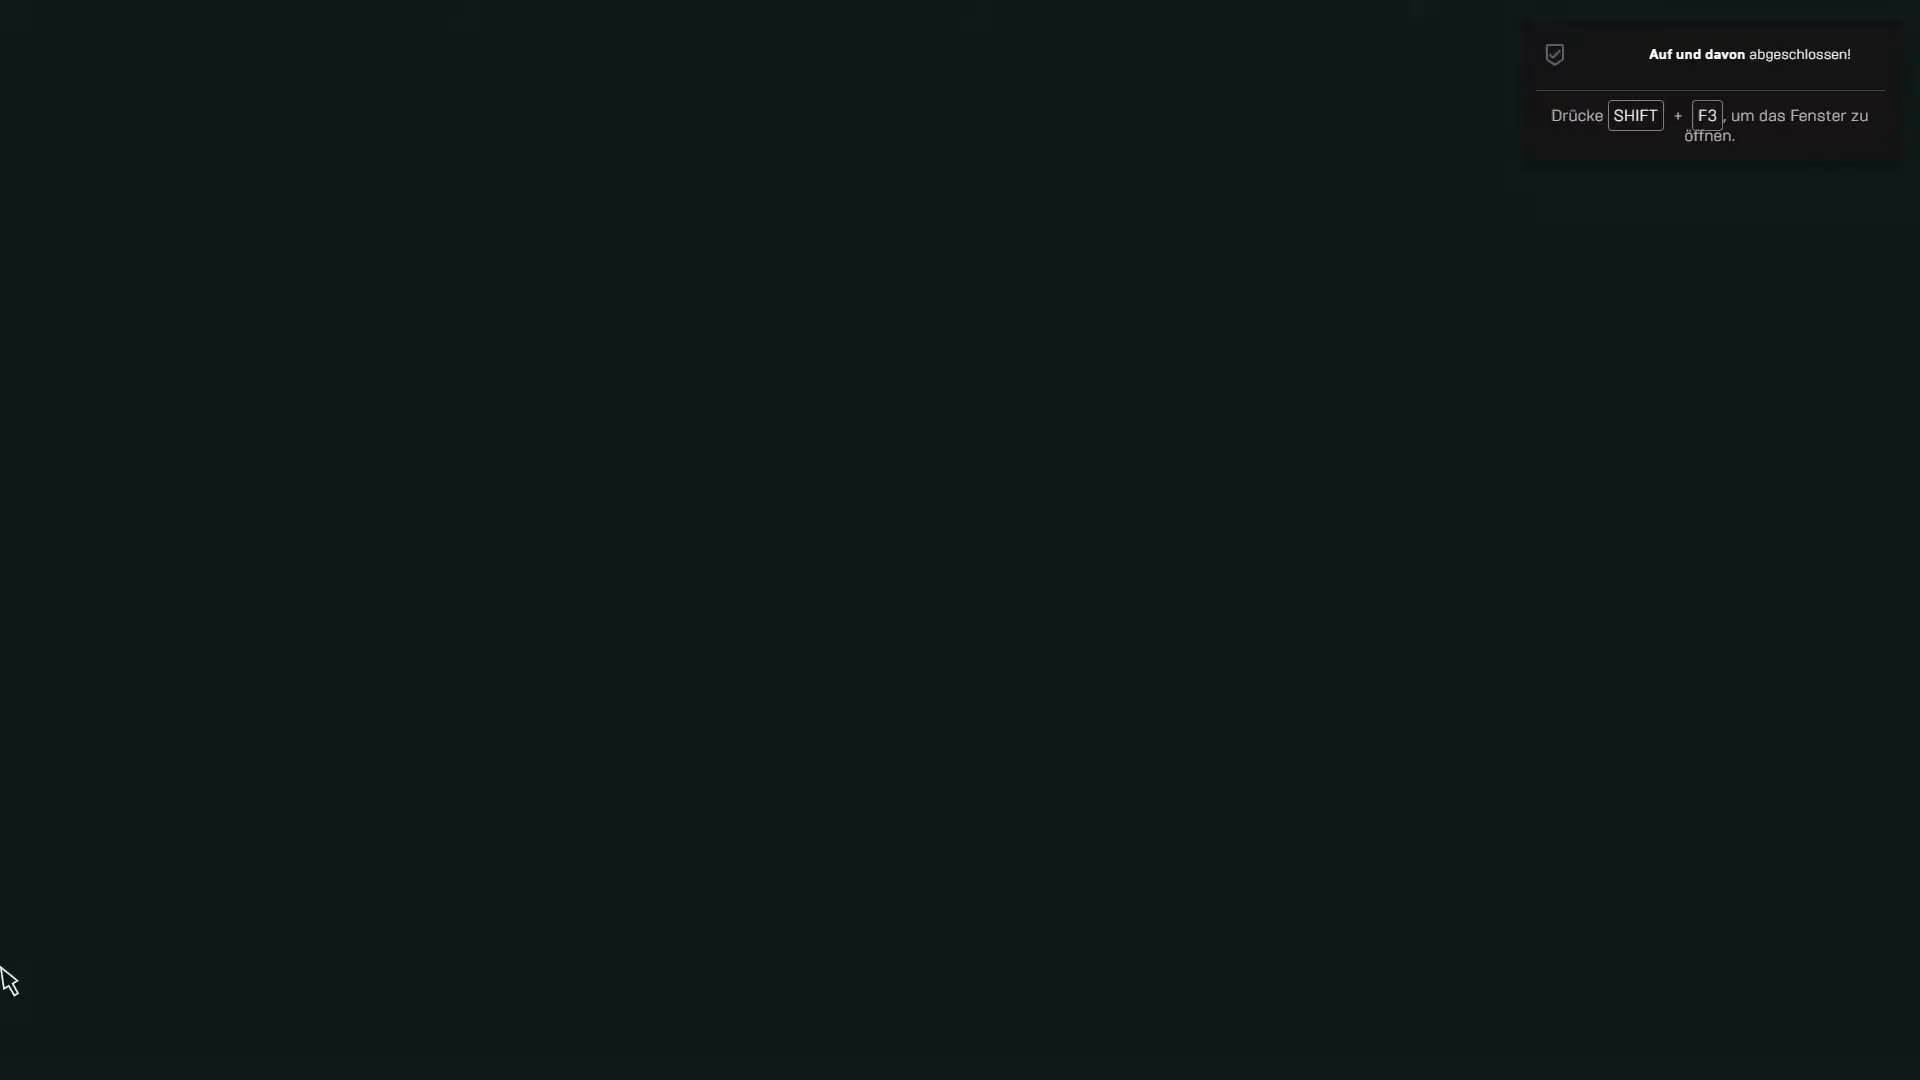 Auf und davon abgeschlossen!
Drücke SHIFT + F3, um das Fenster zu
öffnen.